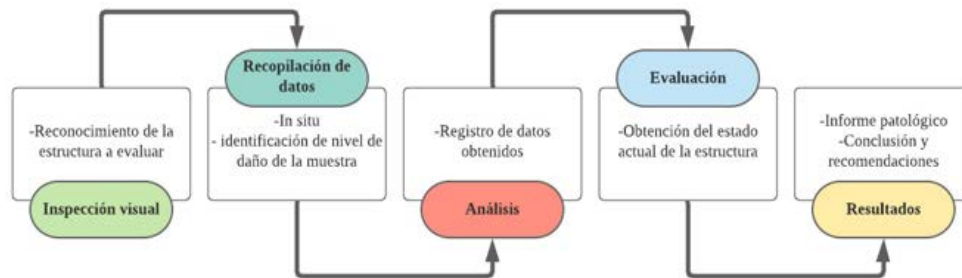 -Reconocimiento de la
estructura a evaluar
Inspección visual
Recopilación de
datos
-In situ
- identificación de nivel de
daño de la muestra
-Registro de datos
obtenidos
Análisis
Evaluación
-Obtención del estado
actual de la estructura
-Informe patológico
-Conclusión y
recomendaciones
Resultados